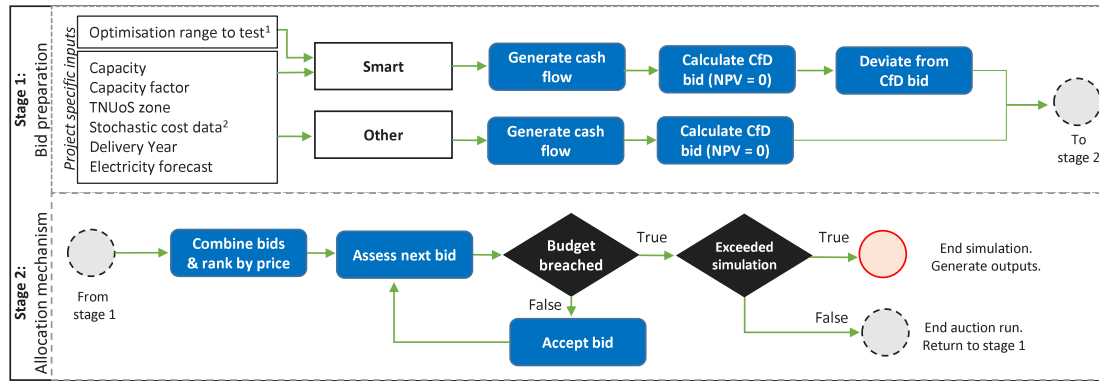 Stage 1:
Bid preparation
Project specific inputs
Optimisation range to test1
Capacity
Capacity factor
TNUoS zone
Stochastic cost data2
Delivery Year
Electricity forecast
Smart
Generate cash
flow
Calculate CfD
bid (NPV = 0)
Deviate from
CfD bid
Other
Generate cash
flow
Calculate CfD
bid (NPV = 0)
To
stage 2
Stage 2:
Allocation mechanism
From
stage 1
Combine bids
& rank by price
Assess next bid
Budget
breached
True
False
Accept bid
Exceeded
simulation
True
End simulation.
Generate outputs.
False
End auction run.
Return to stage 1